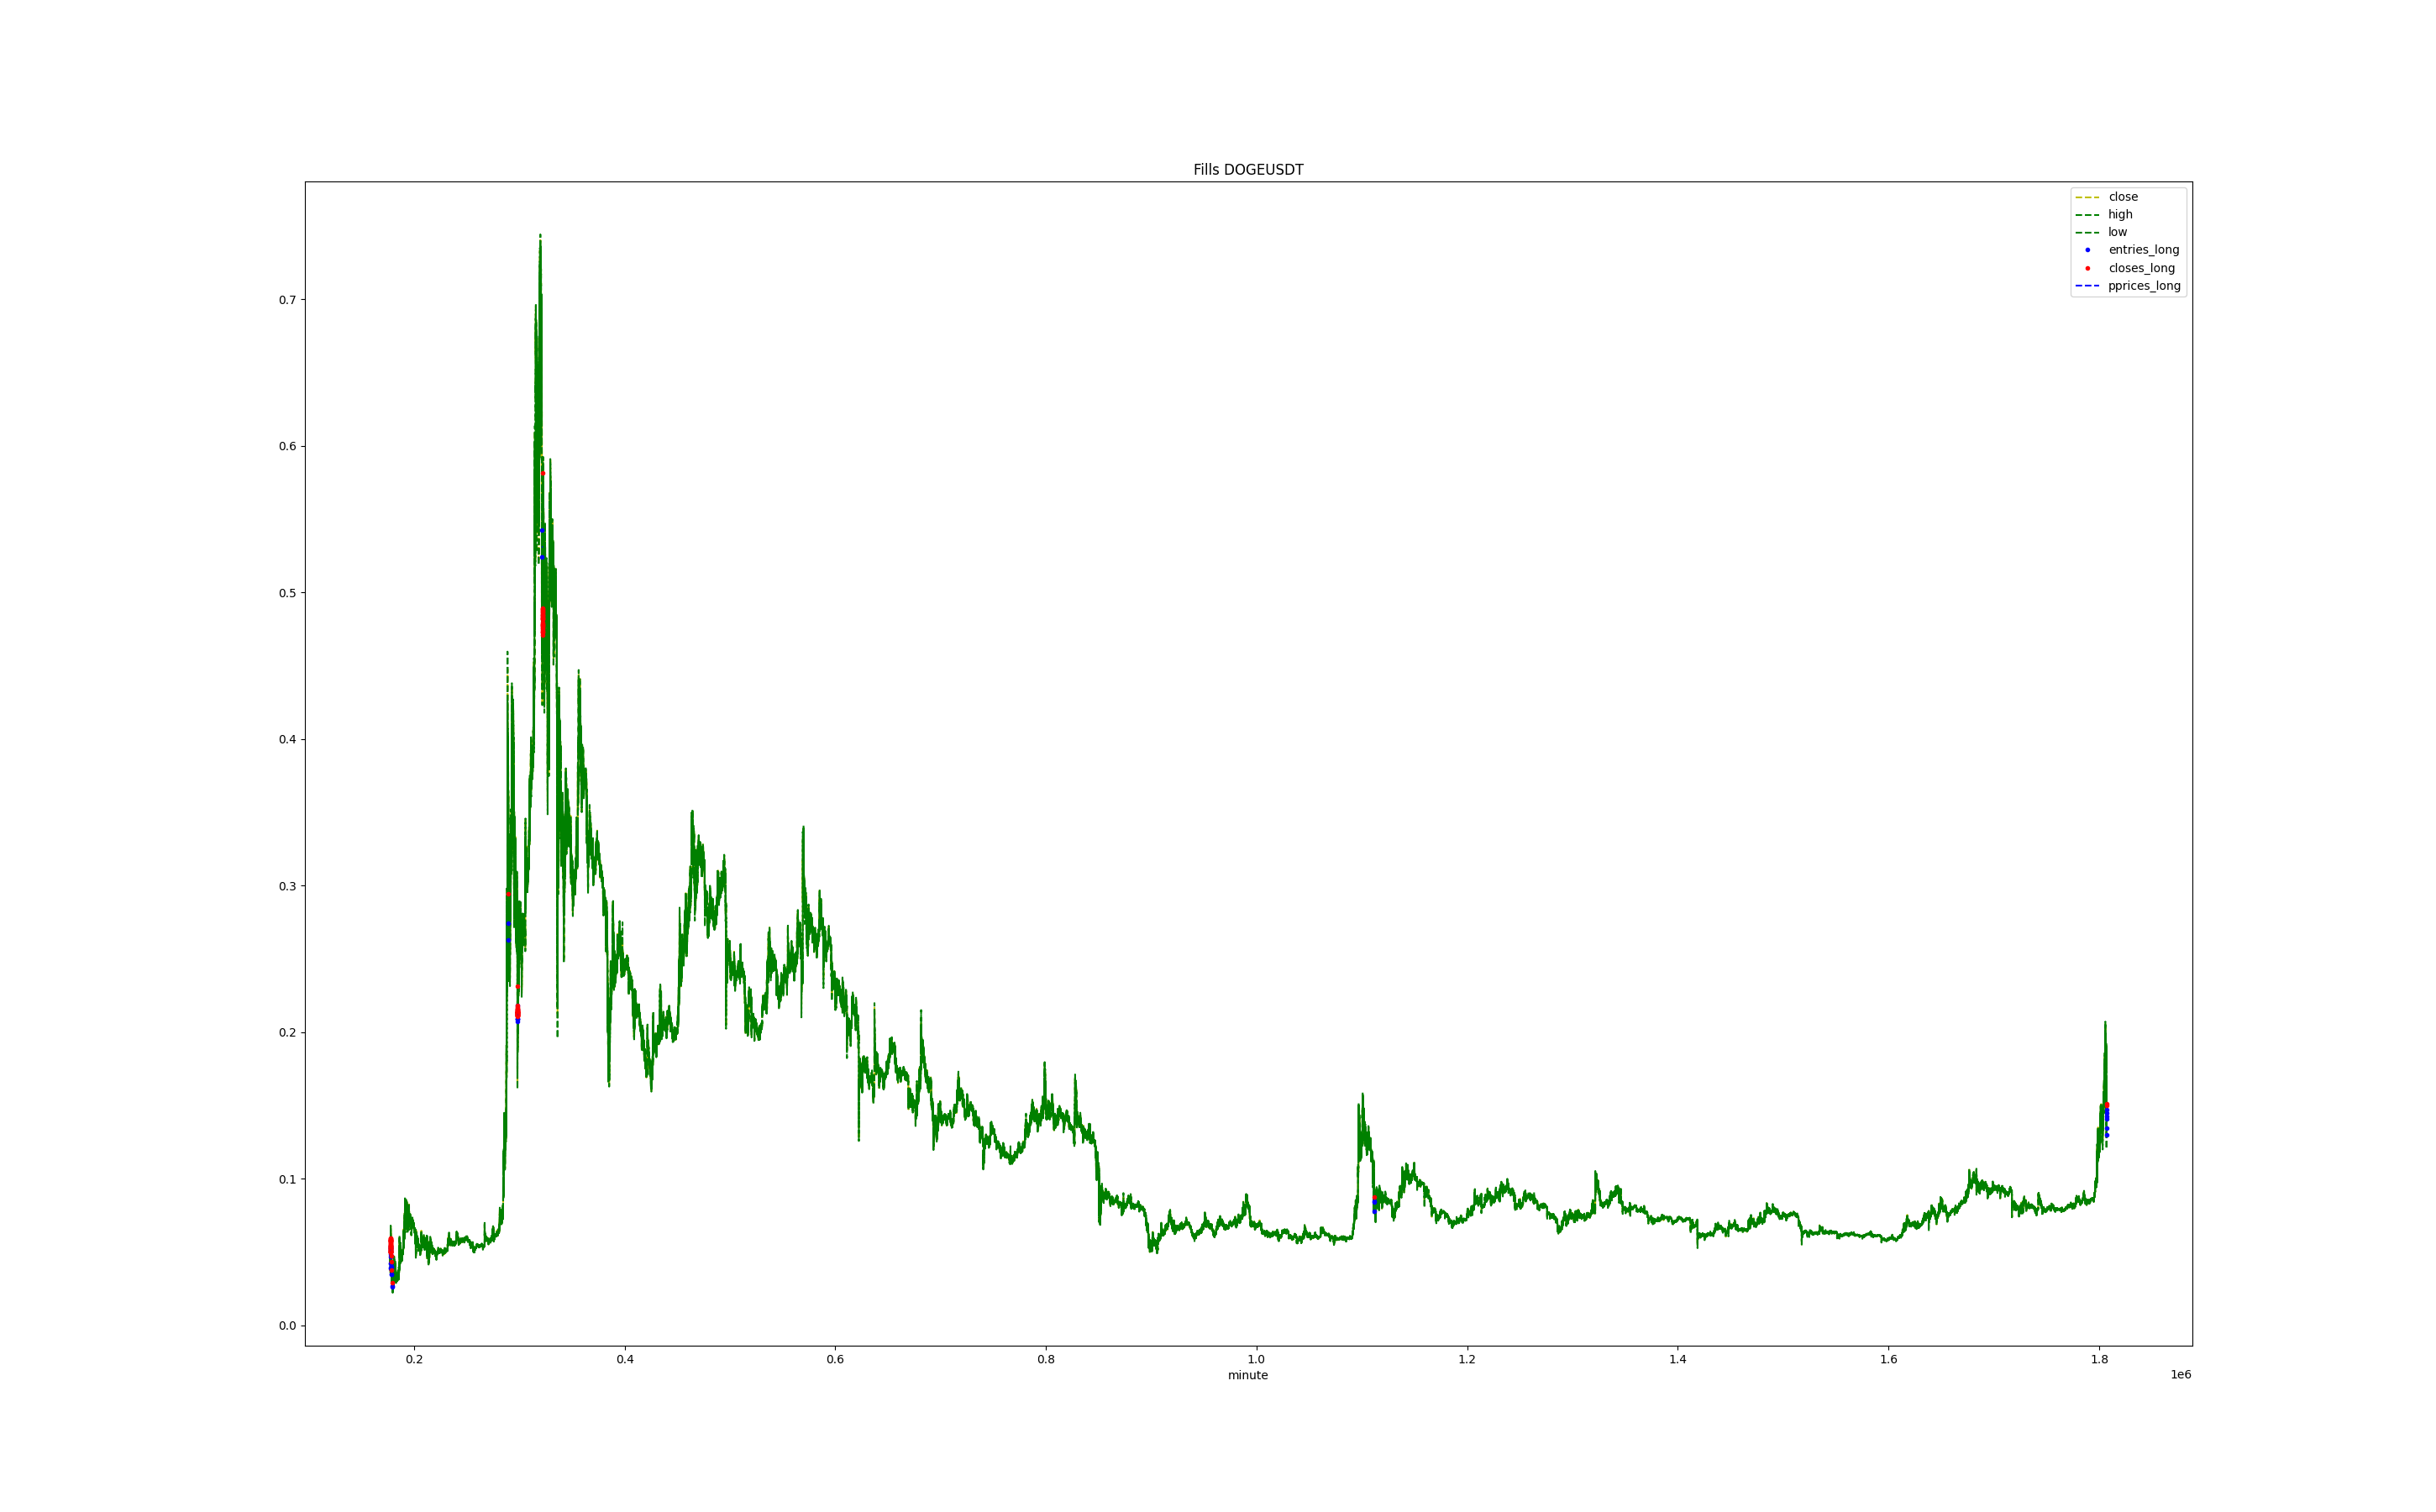 Fills DOGEUSDT
close
high
low
entries_long
closes_long
pprices_long
0.7
0.6
0.5
0.4
0.3
0.2
0.1
0.0
0.2 0.4 0.6 0.8 1.0 1.2 1.4 1.6 1.8
minute 1e6